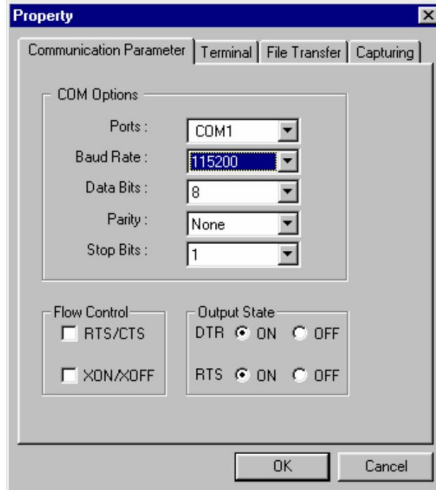 Property
Communication Parameter Terminal File Transfer Capturing
COM Options
Ports : COM1
Baud Rate : 115200
Data Bits : 8
Parity : None
Stop Bits : 1
Flow Control
RTS/CTS
XON/XOFF
Output State
DTR ON OFF
RTS ON OFF
OK Cancel